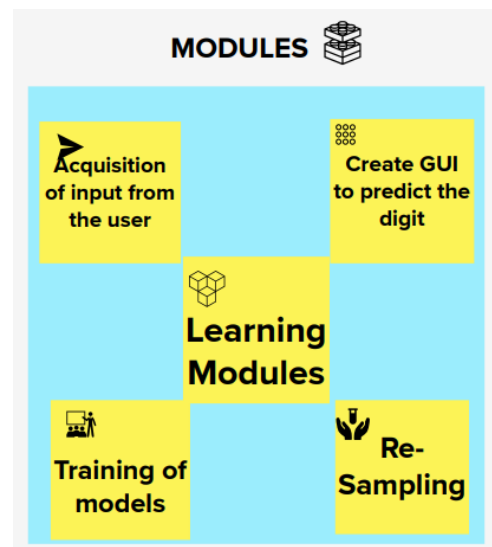 MODULES
Acquisition
of input from
the user
Create GUI
to predict the
digit
Learning
Modules
Training of
models
Re-
Sampling